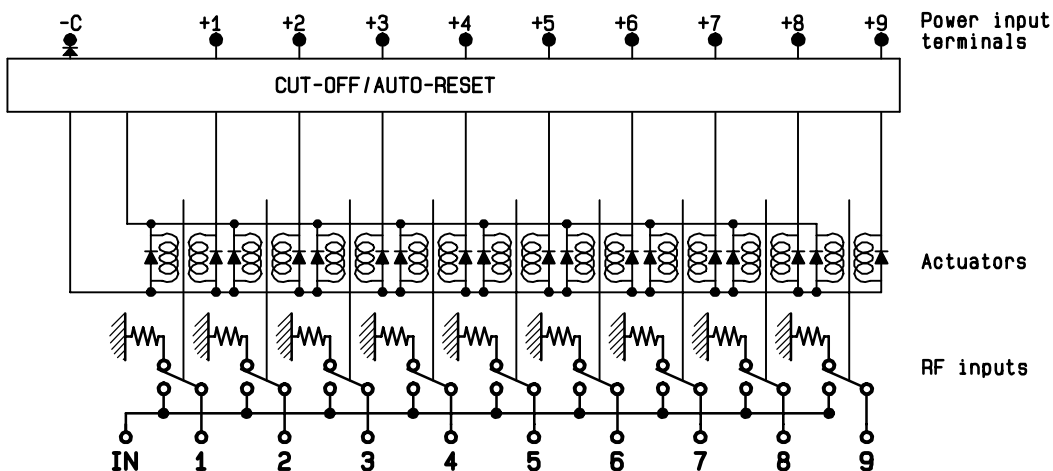 -C +1 +2 +3 +4 +5 +6 +7 +8 +9 Power input
terminals
CUT-OFF/AUTO-RESET
Actuators
RF inputs
IN 1 2 3 4 5 6 7 8 9